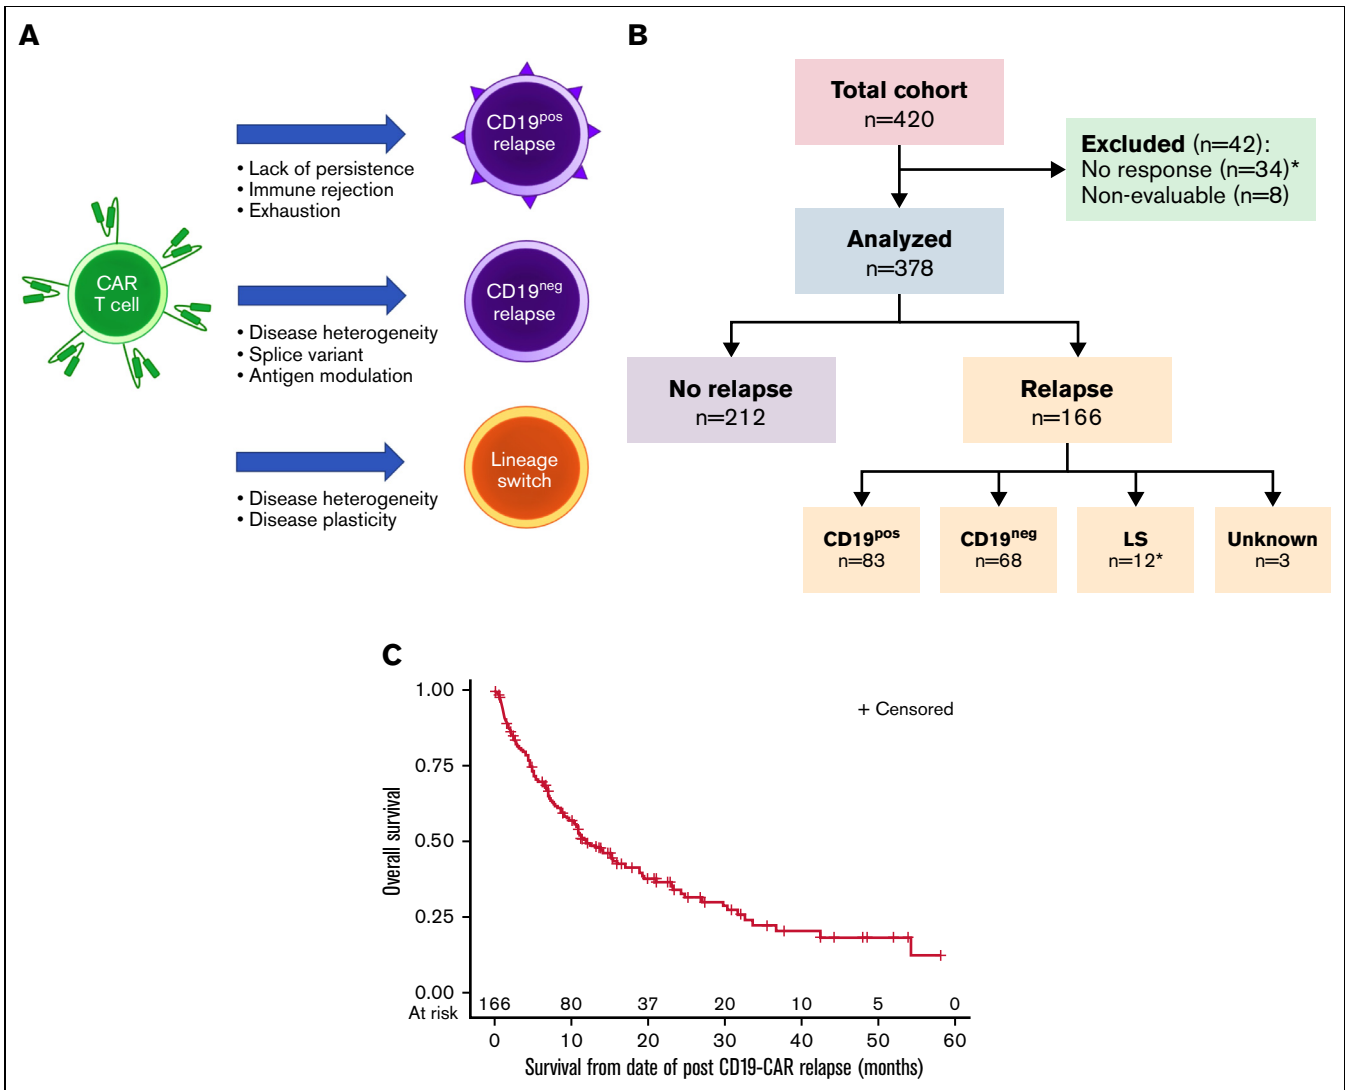 A
CAR
T cell
• Lack of persistence
• Immune rejection
• Exhaustion
CD19pos
relapse
• Disease heterogeneity
• Splice variant
• Antigen modulation
CD19neg
relapse
• Disease heterogeneity
• Disease plasticity
Lineage
switch
B
Total cohort
n=420
Excluded (n=42):
No response (n=34)*
Non-evaluable (n=8)
Analyzed
n=378
No relapse
n=212
Relapse
n=166
CD19pos
n=83
CD19neg
n=68
LS
n=12*
Unknown
n=3
C
Overall survival
1.00
0.75
0.50
0.25
0.00
+ Censored
At risk
166 80 37 20 10 5 0
0 10 20 30 40 50 60
Survival from date of post CD19-CAR relapse (months)